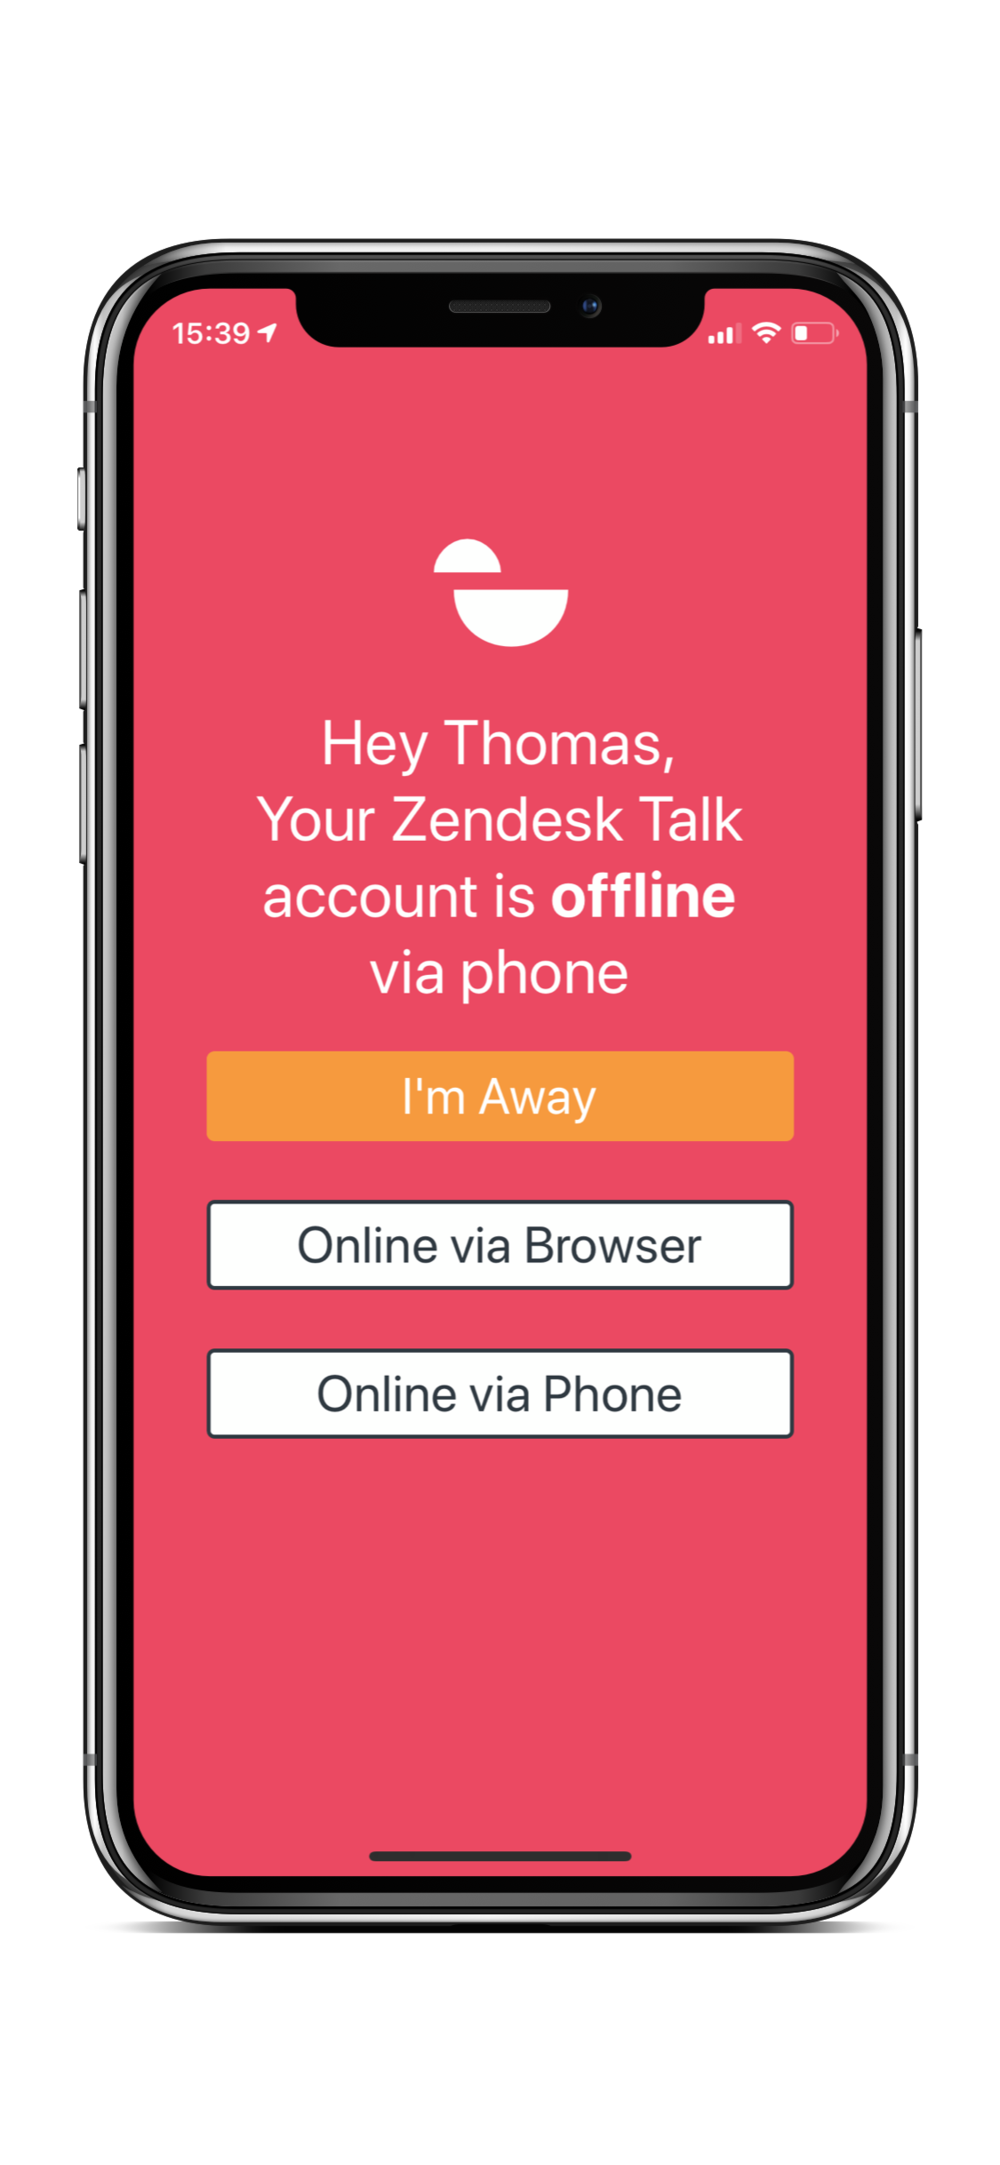 15:39
Hey Thomas,
Your Zendesk Talk
account is offline
via phone
I'm Away
Online via Browser
Online via Phone